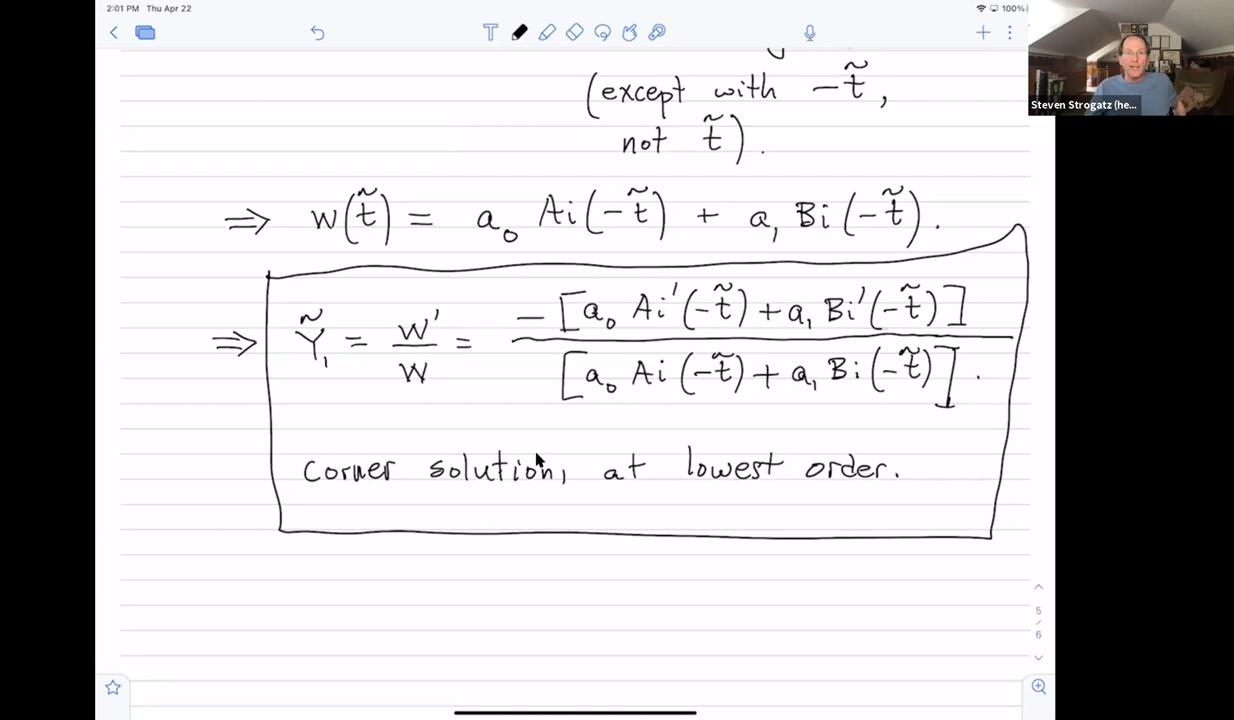 2:01 PM Thu Apr 22
100%
Steven Strogatz (he...
(except with -t̃,
not t̃).
⇒ w(t̃) = a₀ Ai(-t̃) + a₁ Bi(-t̃).
⇒ Ỹ₁ = w'/w = -[a₀ Ai'(-t̃) + a₁ Bi'(-t̃)] / [a₀ Ai(-t̃) + a₁ Bi(-t̃)].
corner solution, at lowest order.
5
/
6